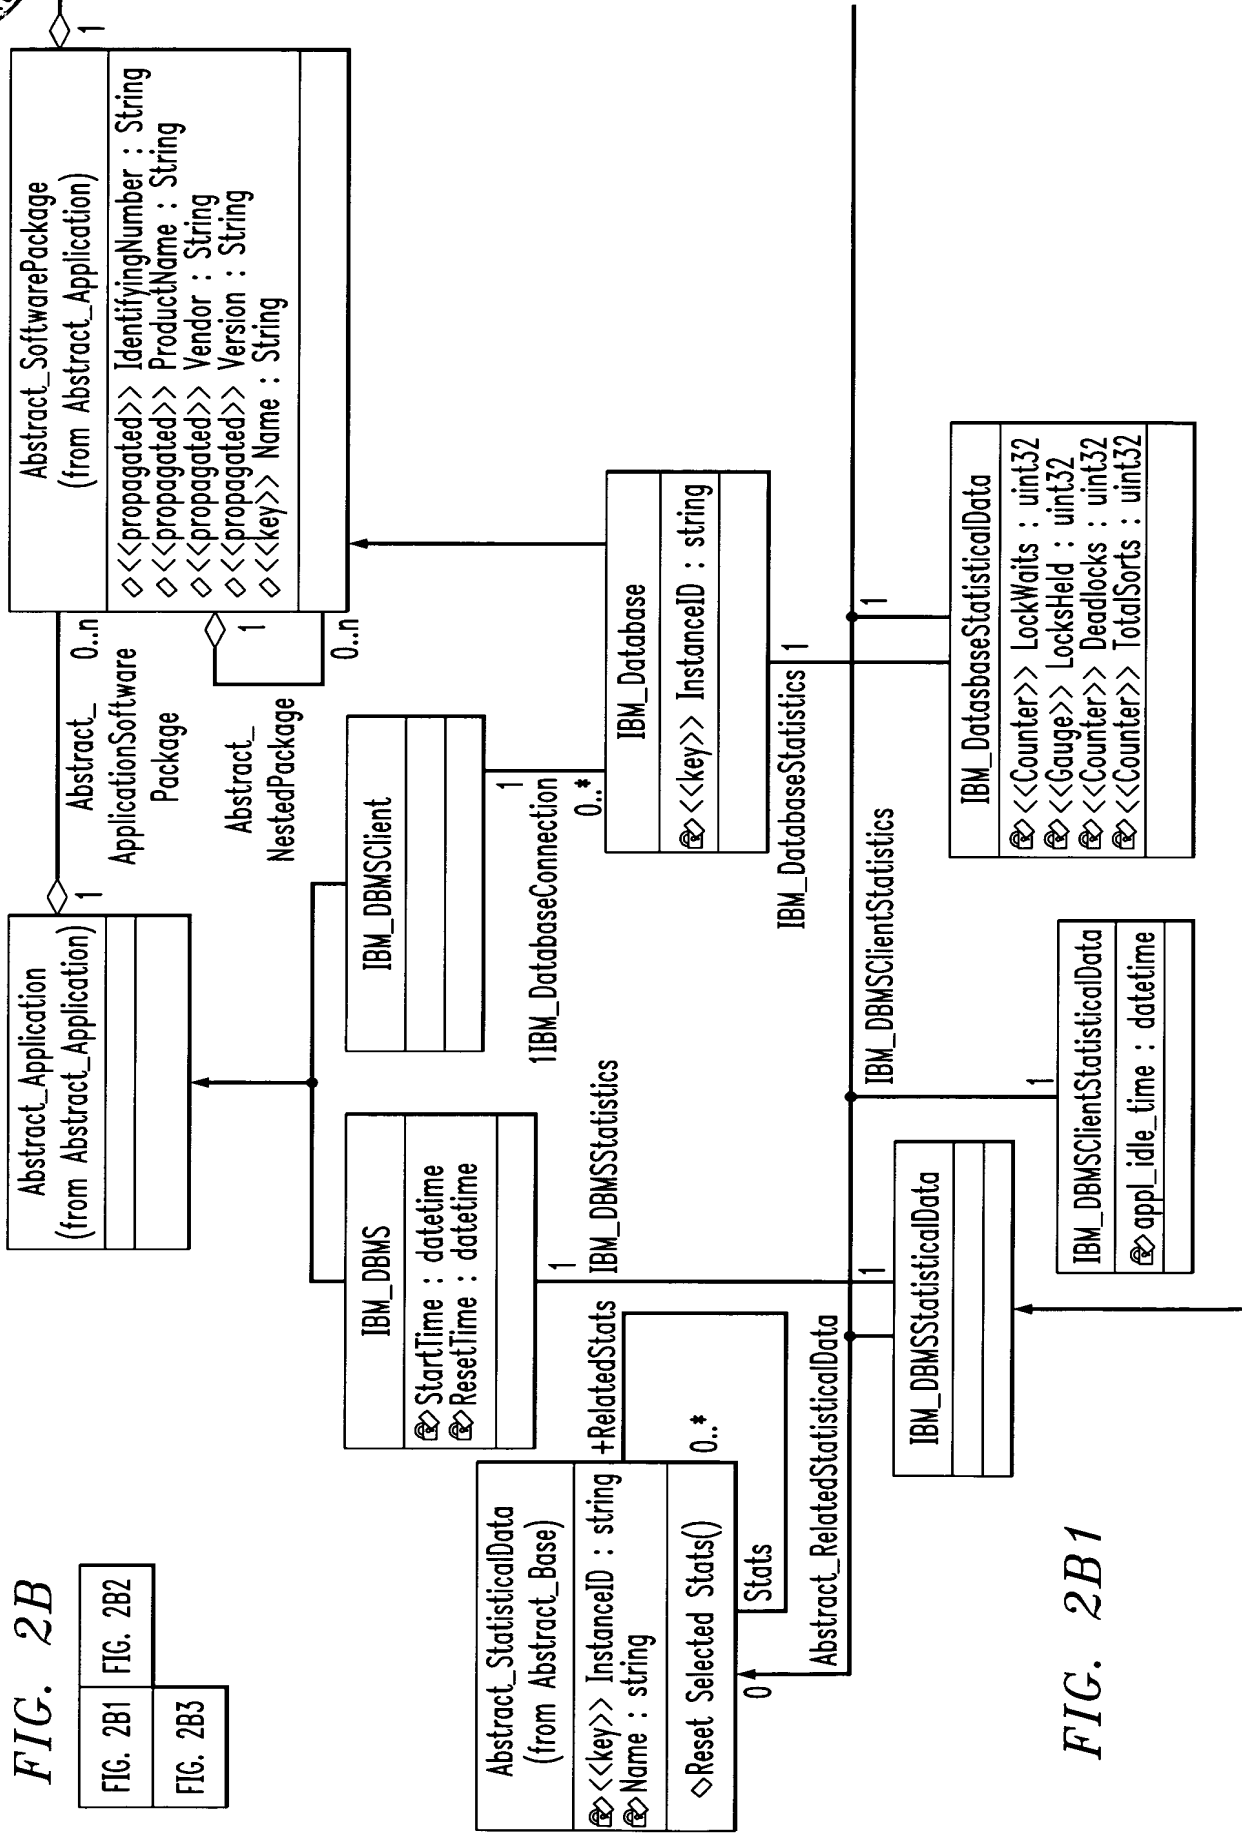 FIG. 2B
FIG. 2B1
FIG. 2B2
FIG. 2B3
Abstract_Application
(from Abstract_Application)
1
Abstract_
ApplicationSoftware
Package
0..n
Abstract_SoftwarePackage
(from Abstract_Application)
<<propagated>> IdentifyingNumber : String
<<propagated>> ProductName : String
<<propagated>> Vendor : String
<<propagated>> Version : String
<<key>> Name : String
1
1
0..n
Abstract_
NestedPackage
IBM_DBMS
StartTime : datetime
ResetTime : datetime
1
IBM_DBMSStatistics
IBM_DBMSClient
1
1IBM_DatabaseConnection
0..*
IBM_Database
<<key>> InstanceID : string
IBM_DatabaseStatistics
1
Abstract_StatisticalData
(from Abstract_Base)
<<key>> InstanceID : string
Name : string
Reset Selected Stats()
+RelatedStats
0..*
Stats
0
Abstract_RelatedStatisticalData
1
IBM_DBMSClientStatistics
1
1
IBM_DBMSStatisticalData
IBM_DBMSClientStatisticalData
appl_idle_time : datetime
IBM_DatasbaseStatisticalData
<<Counter>> LockWaits : uint32
<<Gauge>> LocksHeld : uint32
<<Counter>> Deadlocks : uint32
<<Counter>> TotalSorts : uint32
FIG. 2B1